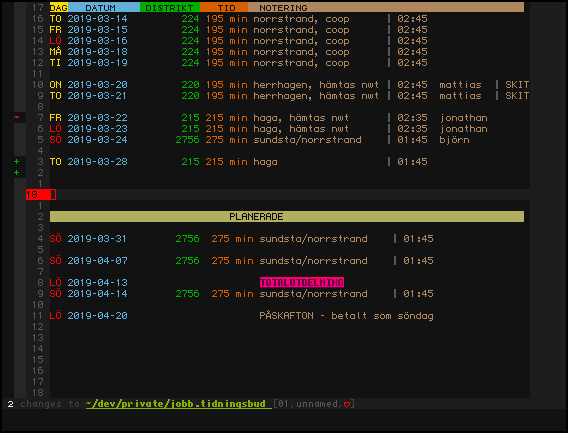 17 DAG DATUM DISTRIKT TID NOTERING
16 TO 2019-03-14 224 195 min norrstrand, coop | 02:45
15 FR 2019-03-15 224 195 min norrstrand, coop | 02:45
14 LÖ 2019-03-16 224 195 min norrstrand, coop | 02:45
13 MÅ 2019-03-18 224 195 min norrstrand, coop | 02:45
12 TI 2019-03-19 224 195 min norrstrand, coop | 02:45
11
10 ON 2019-03-20 220 195 min herrhagen, hämtas nwt | 02:45 mattias | SKIT
9 TO 2019-03-21 220 195 min herrhagen, hämtas nwt | 02:45 mattias | SKIT
8
~ 7 FR 2019-03-22 215 215 min haga, hämtas nwt | 02:35 jonathan
6 LÖ 2019-03-23 215 215 min haga, hämtas nwt | 02:45 jonathan
5 SÖ 2019-03-24 2756 275 min sundsta/norrstrand | 01:45 björn
4
+ 3 TO 2019-03-28 215 215 min haga | 01:45
+ 2
1
18
1
2 PLANERADE
3
4 SÖ 2019-03-31 2756 275 min sundsta/norrstrand | 01:45
5
6 SÖ 2019-04-07 2756 275 min sundsta/norrstrand | 01:45
7
8 LÖ 2019-04-13 TOTALUTDELNING
9 SÖ 2019-04-14 2756 275 min sundsta/norrstrand | 01:45
10
11 LÖ 2019-04-20 PÅSKAFTON - betalt som söndag
12
13
14
15
16
17
18
2 changes to ~/dev/private/jobb.tidningsbud [01,unnamed,♥]